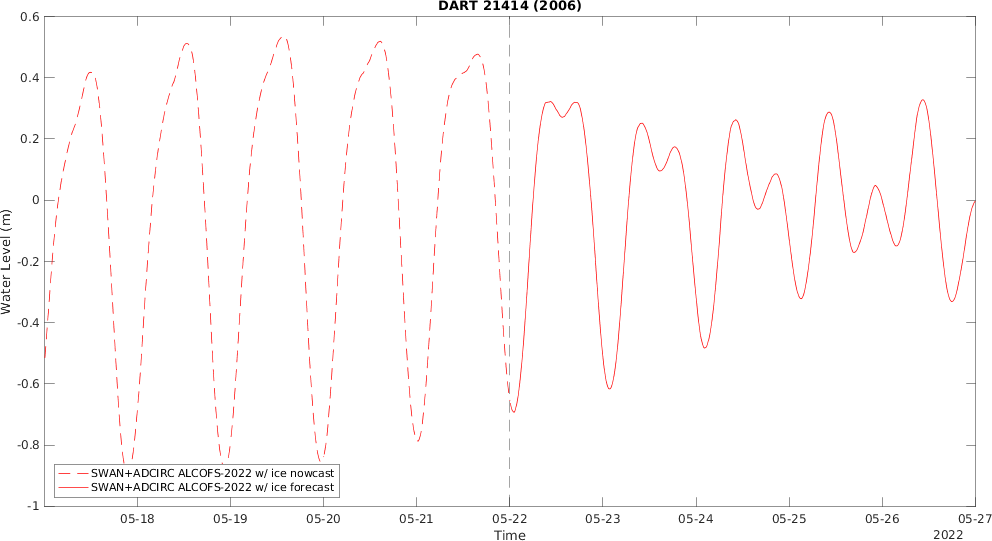 DART 21414 (2006)
0.6
0.4
0.2
0
-0.2
-0.4
-0.6
-0.8
-1
Water Level (m)
SWAN+ADCIRC ALCOFS-2022 w/ ice nowcast
SWAN+ADCIRC ALCOFS-2022 w/ ice forecast
05-18 05-19 05-20 05-21 05-22 05-23 05-24 05-25 05-26 05-27
Time
2022